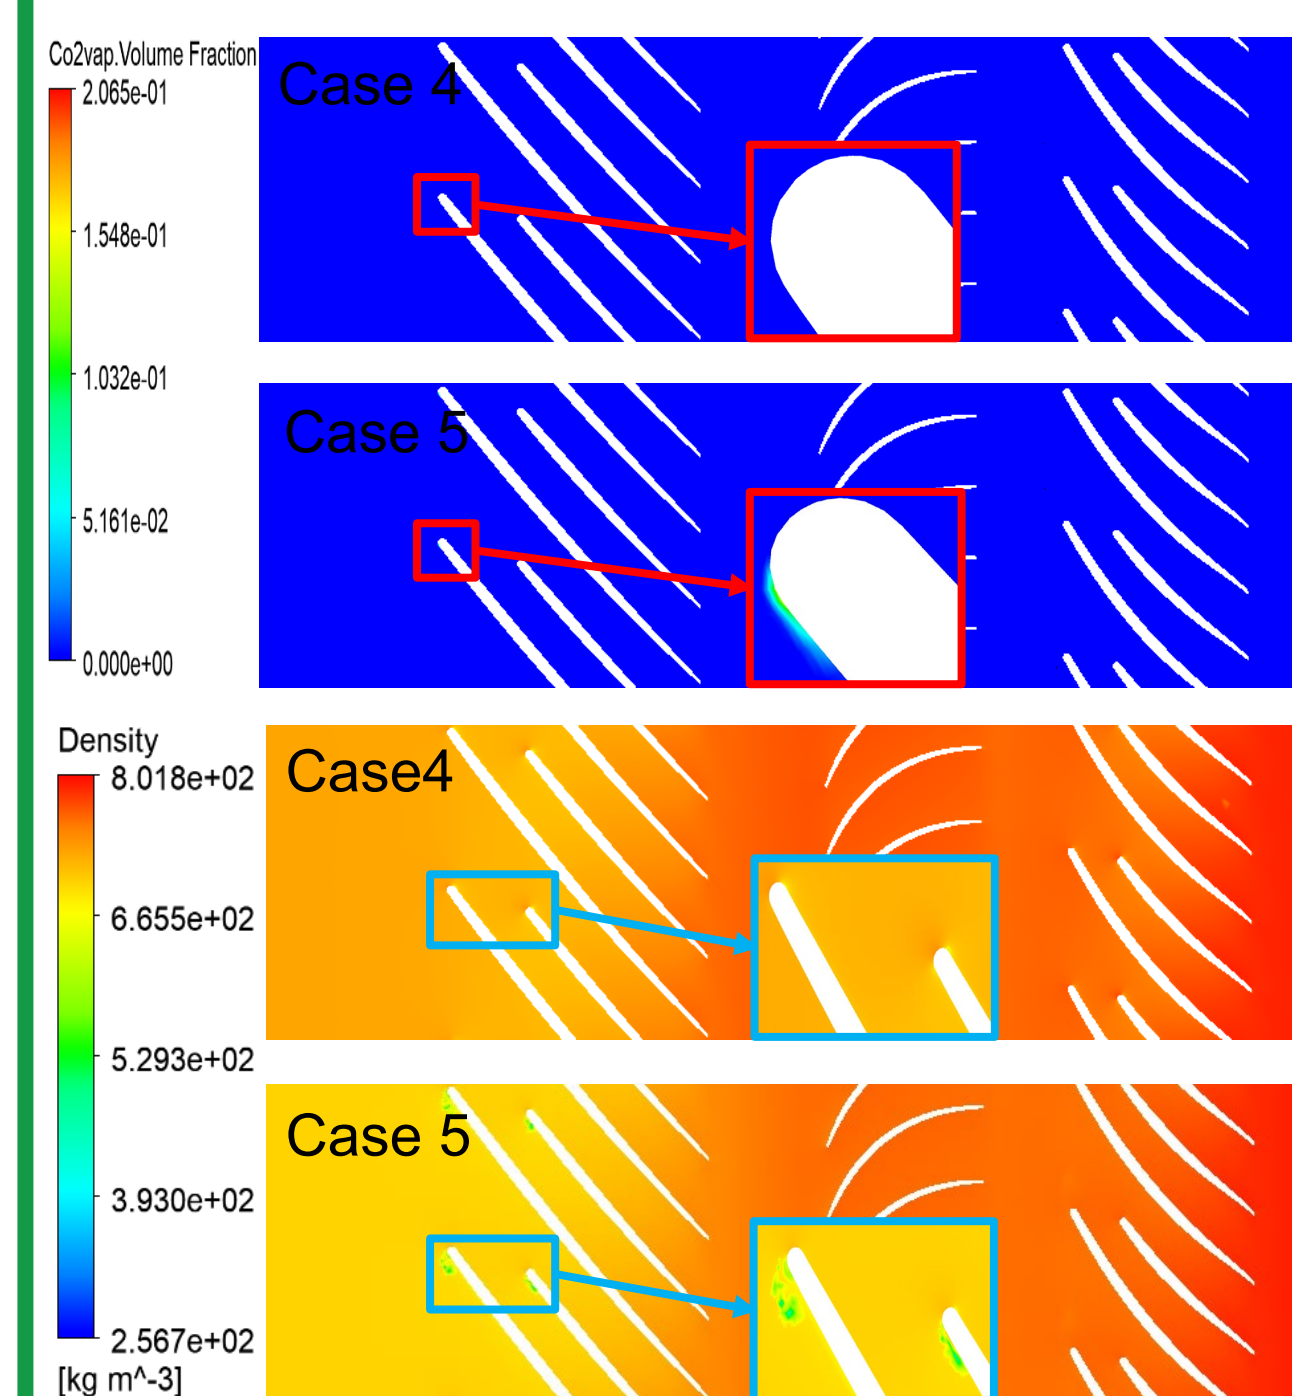 Co2vap.Volume Fraction
2.065e-01
1.548e-01
1.032e-01
5.161e-02
0.000e+00
Case 4
Case 5
Density
8.018e+02
6.655e+02
5.293e+02
3.930e+02
2.567e+02
[kg m^-3]
Case4
Case 5